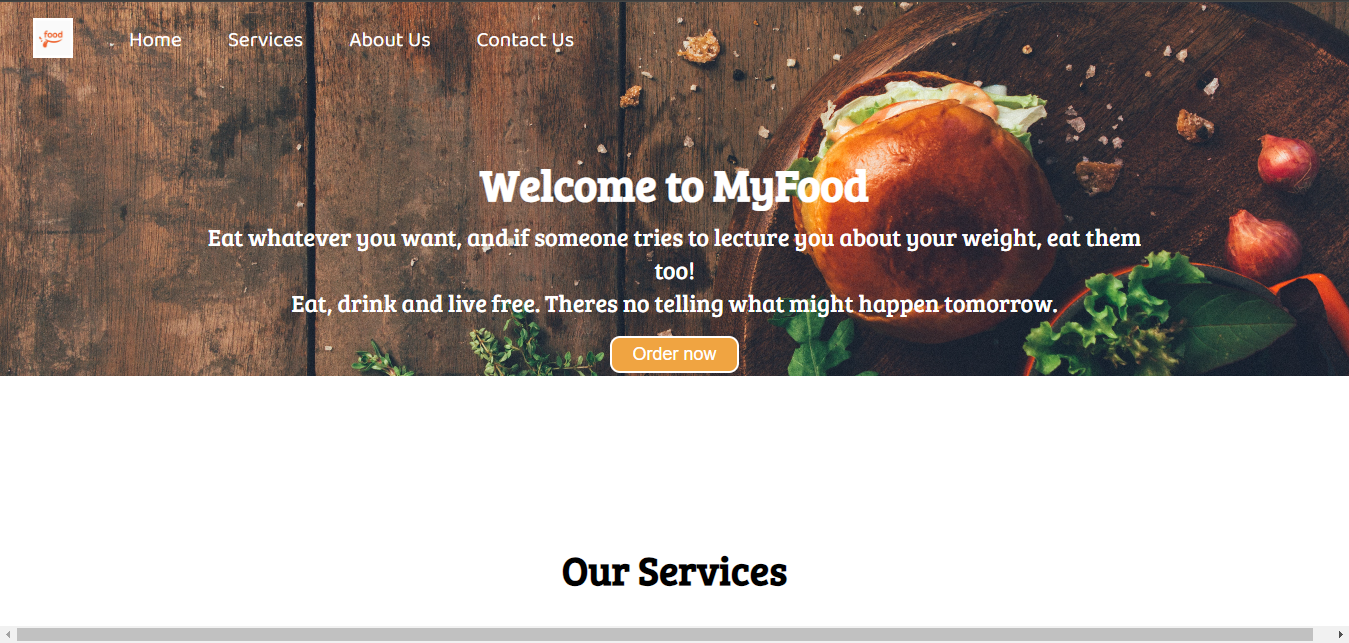 food
Home Services About Us Contact Us
Welcome to MyFood
Eat whatever you want, and if someone tries to lecture you about your weight, eat them
too!
Eat, drink and live free. Theres no telling what might happen tomorrow.
Order now
Our Services